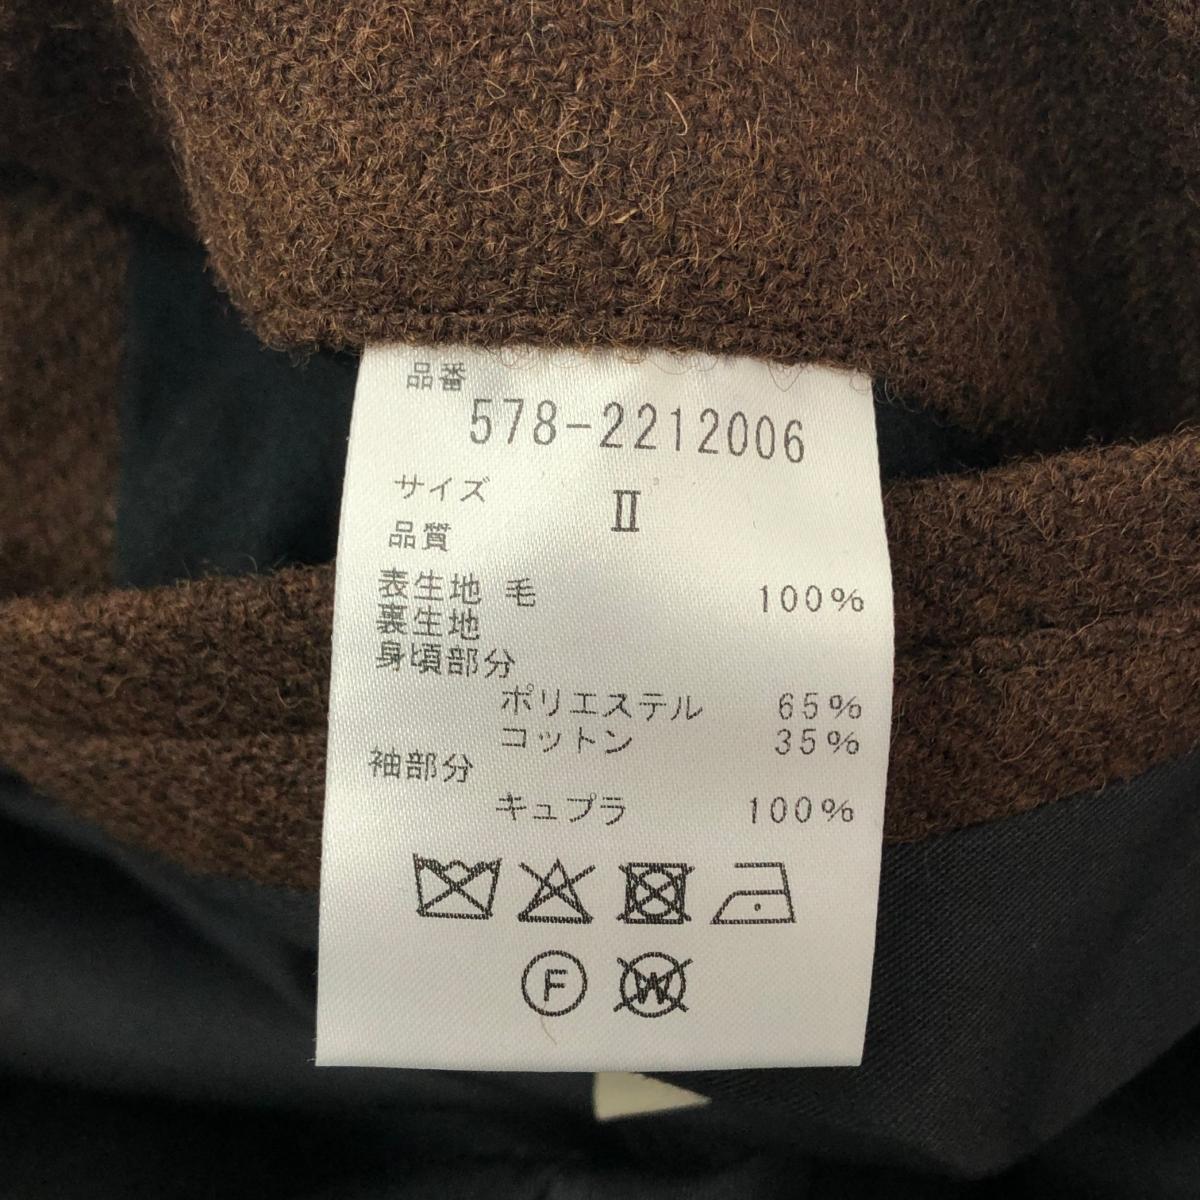 品番
578-2212006
サイズ Ⅱ
品質
表生地 毛 100%
裏生地
身頃部分
ポリエステル 65%
コットン 35%
袖部分
キュプラ 100%
F W